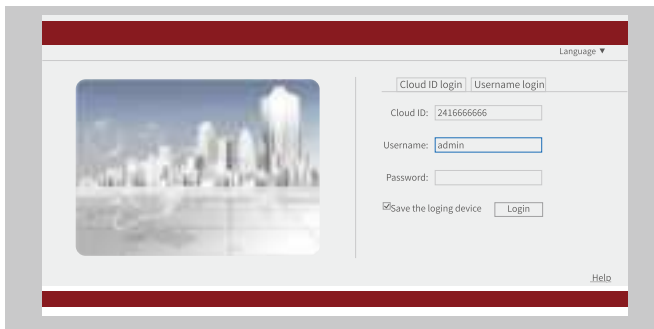 Language ▼
Cloud ID login Username login
Cloud ID: 2416666666
Username: admin
Password:
Save the loging device Login
Help